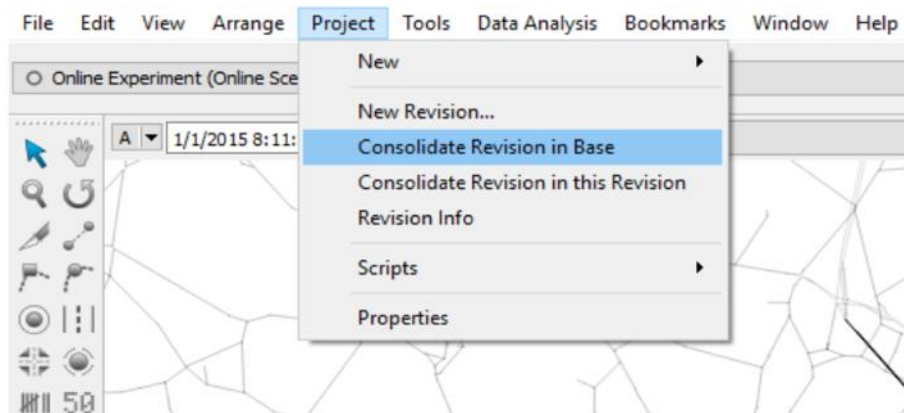 File Edit View Arrange Project Tools Data Analysis Bookmarks Window Help
New
Online Experiment (Online Sce
New Revision...
A 1/1/2015 8:11:
Consolidate Revision in Base
Consolidate Revision in this Revision
Revision Info
Scripts
Properties
50